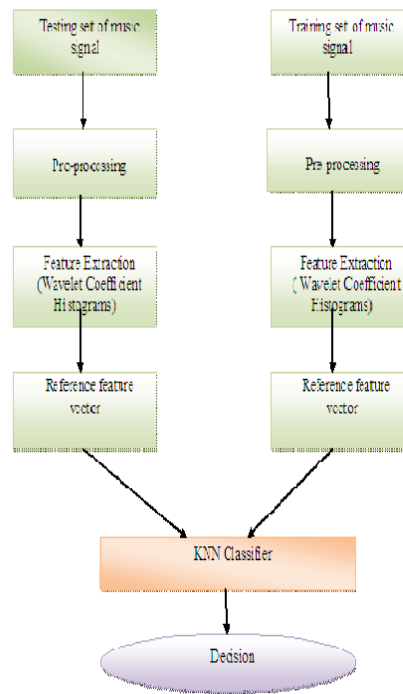 Testing set of music
signal
Training set of music
signal
Pre-processing
Pre processing
Feature Extraction
(Wavelet Coefficient
Histograms)
Feature Extraction
( Wavelet Coefficient
Histograms)
Reference feature
vector
Reference feature
vector
KNN Classifier
Decision